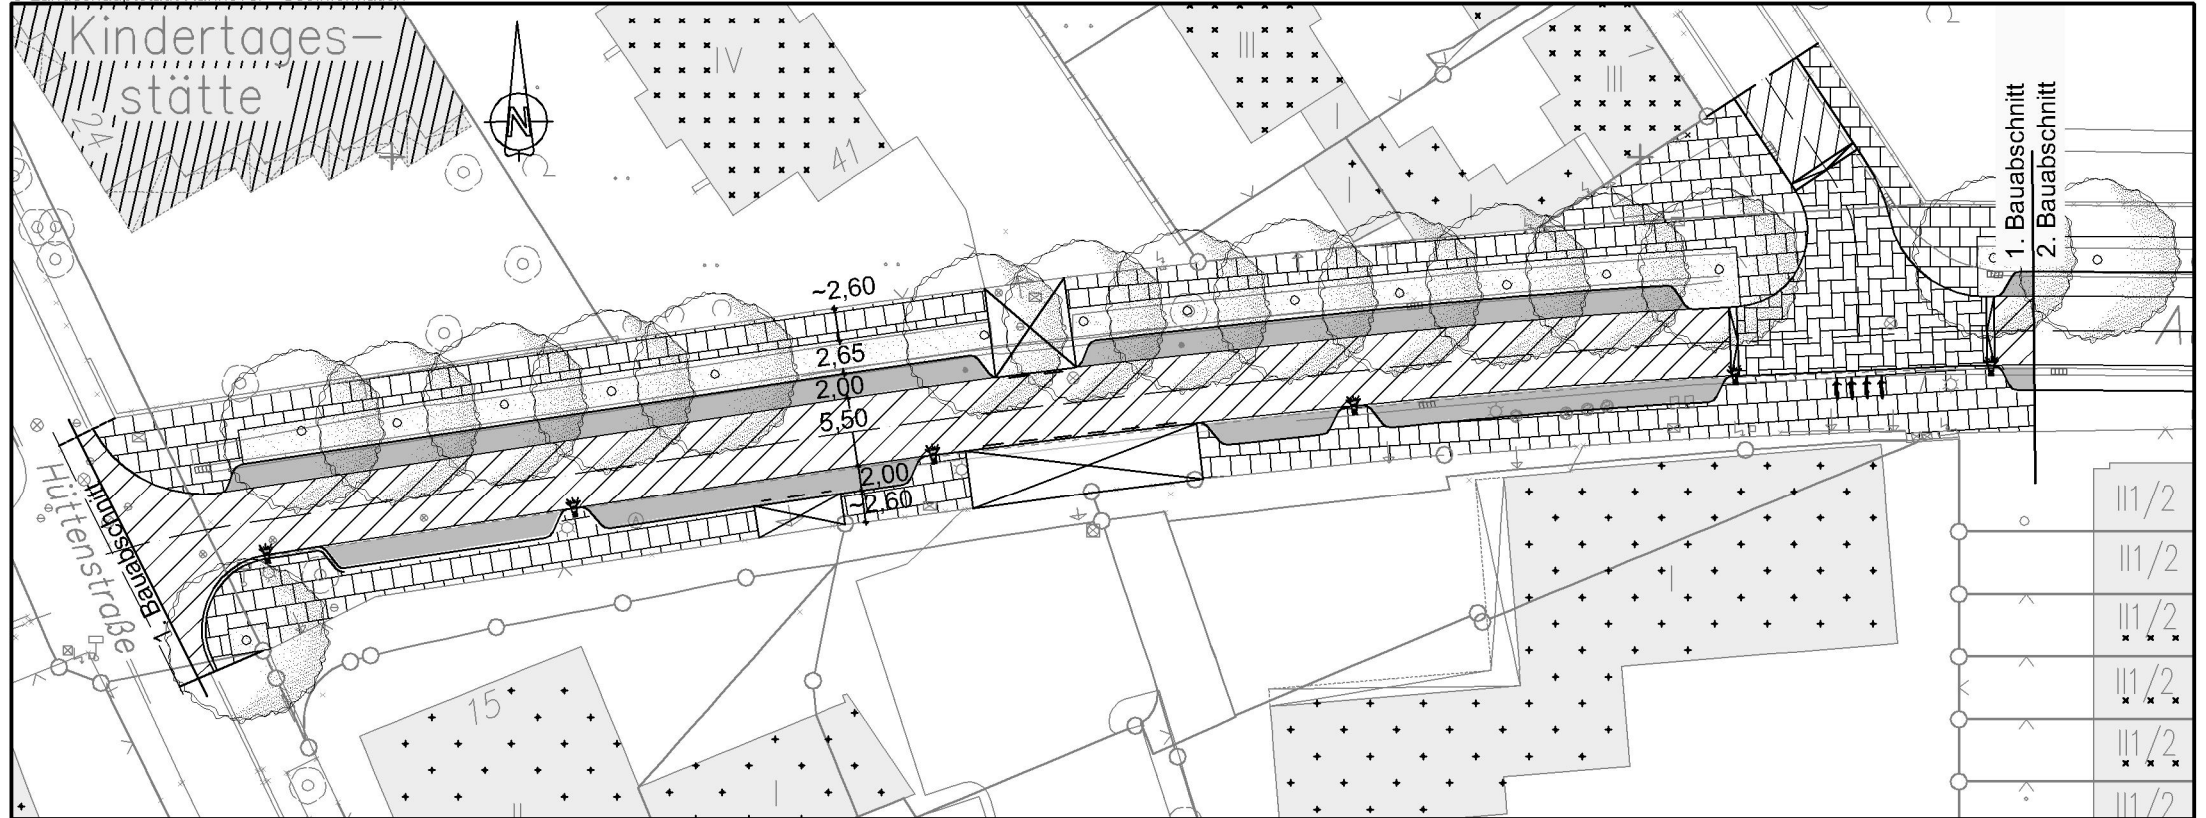 Kindertages-
stätte
24
N
IV
41
III
III
1
1. Bauabschnitt
2. Bauabschnitt
~2,60
2,65
2,00
5,50
2,00
~2,60
A
Hüttenstraße
1. Bauabschnitt
15
II
I
I
I
I
I
II1/2
II1/2
II1/2
II1/2
II1/2
II1/2